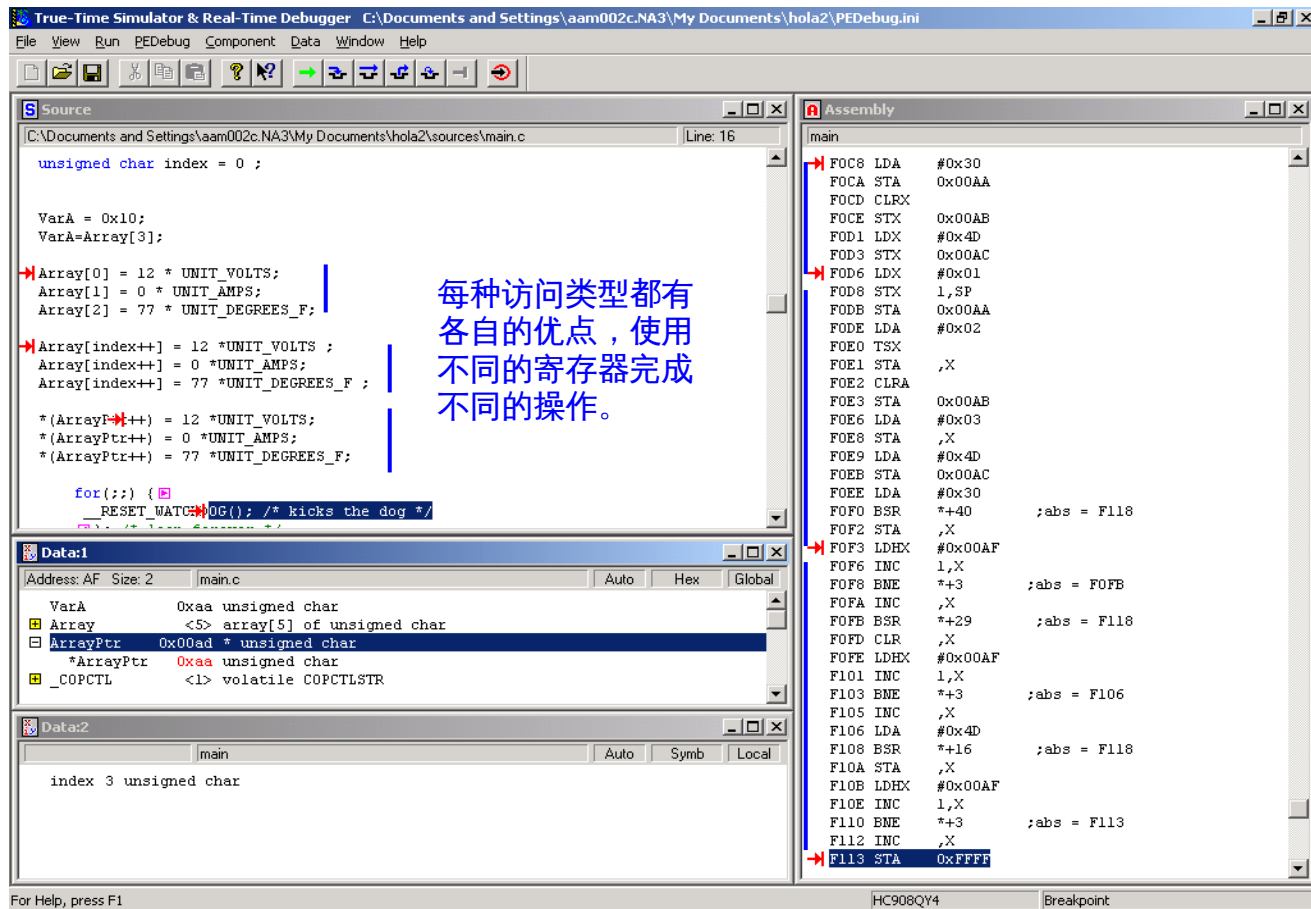 True-Time Simulator & Real-Time Debugger C:\Documents and Settings\aam002c.NA3\My Documents\hola2\PEDebug.ini
File View Run PEDebug Component Data Window Help
Source
C:\Documents and Settings\aam002c.NA3\My Documents\hola2\sources\main.c Line: 16
unsigned char index = 0 ;
VarA = 0x10;
VarA=Array[3];
Array[0] = 12 * UNIT_VOLTS;
Array[1] = 0 * UNIT_AMPS;
Array[2] = 77 * UNIT_DEGREES_F;
Array[index++] = 12 *UNIT_VOLTS ;
Array[index++] = 0 *UNIT_AMPS;
Array[index++] = 77 *UNIT_DEGREES_F ;
*(ArrayPtr++) = 12 *UNIT_VOLTS;
*(ArrayPtr++) = 0 *UNIT_AMPS;
*(ArrayPtr++) = 77 *UNIT_DEGREES_F;
for(;;) {
__RESET_WATCHDOG(); /* kicks the dog */
每种访问类型都有
各自的优点，使用
不同的寄存器完成
不同的操作。
Data:1
Address: AF Size: 2 main.c Auto Hex Global
VarA 0xaa unsigned char
Array <5> array[5] of unsigned char
ArrayPtr 0x00ad * unsigned char
*ArrayPtr 0xaa unsigned char
_COPCTL <1> volatile COPCTLSTR
Data:2
main Auto Symb Local
index 3 unsigned char
Assembly
main
F0C8 LDA #0x30
F0CA STA 0x00AA
F0CD CLRX
F0CE STX 0x00AB
F0D1 LDX #0x4D
F0D3 STX 0x00AC
F0D6 LDX #0x01
F0D8 STX 1,SP
F0DB STA 0x00AA
F0DE LDA #0x02
F0E0 TSX
F0E1 STA ,X
F0E2 CLRA
F0E3 STA 0x00AB
F0E6 LDA #0x03
F0E8 STA ,X
F0E9 LDA #0x4D
F0EB STA 0x00AC
F0EE LDA #0x30
F0F0 BSR *+40 ;abs = F118
F0F2 STA ,X
F0F3 LDHX #0x00AF
F0F6 INC 1,X
F0F8 BNE *+3 ;abs = F0FB
F0FA INC ,X
F0FB BSR *+29 ;abs = F118
F0FD CLR ,X
F0FE LDHX #0x00AF
F101 INC 1,X
F103 BNE *+3 ;abs = F106
F105 INC ,X
F106 LDA #0x4D
F108 BSR *+16 ;abs = F118
F10A STA ,X
F10B LDHX #0x00AF
F10E INC 1,X
F110 BNE *+3 ;abs = F113
F112 INC ,X
F113 STA 0xFFFF
For Help, press F1 HC908QY4 Breakpoint